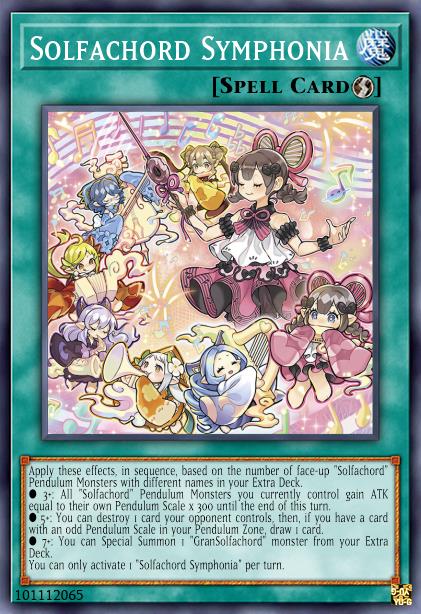 Solfachord Symphonia
魔
[Spell Card]
Apply these effects, in sequence, based on the number of face-up "Solfachord"
Pendulum Monsters with different names in your Extra Deck.
● 3+: All "Solfachord" Pendulum Monsters you currently control gain ATK
equal to their own Pendulum Scale x 300 until the end of this turn.
● 5+: You can destroy 1 card your opponent controls, then, if you have a card
with an odd Pendulum Scale in your Pendulum Zone, draw 1 card.
● 7+: You can Special Summon 1 "GranSolfachord" monster from your Extra
Deck.
You can only activate 1 "Solfachord Symphonia" per turn.
101112065